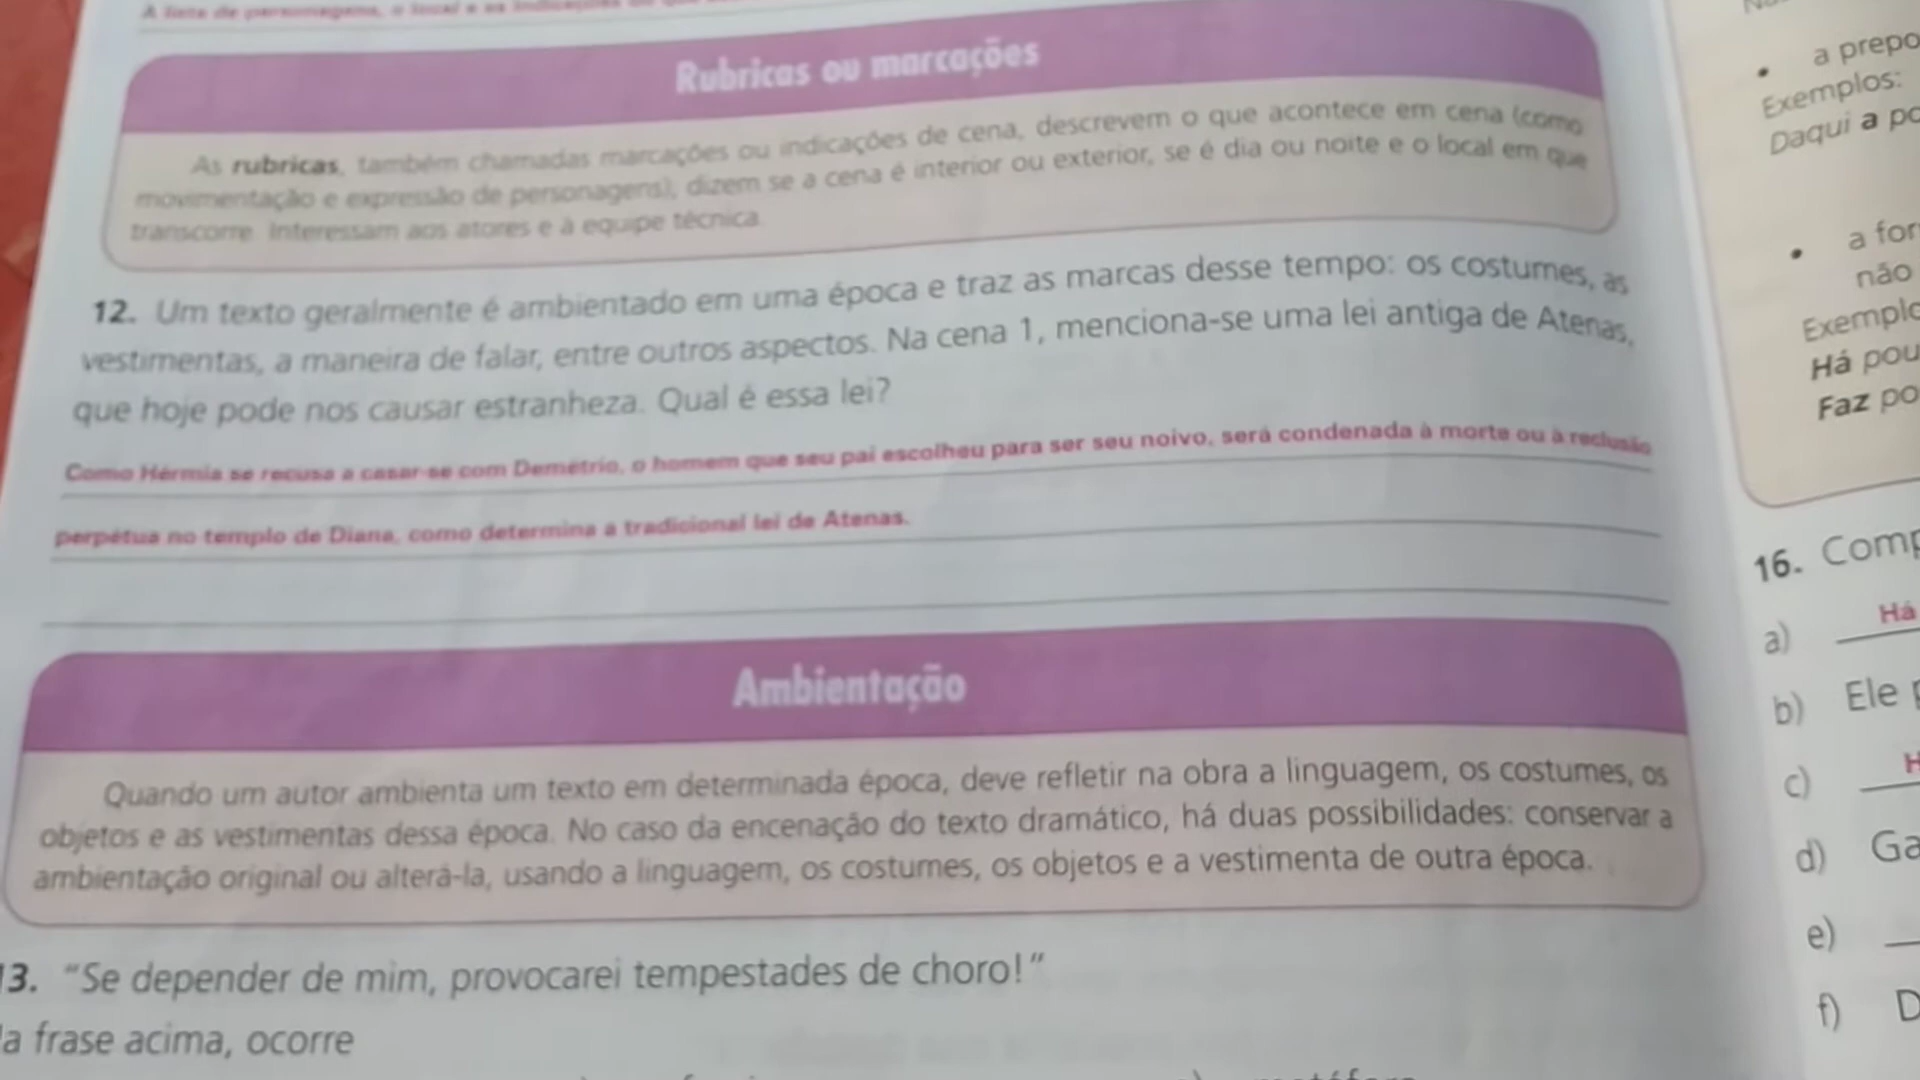 A lista de personagens, o local e as indicações
Rubricas ou marcações
As rubricas, também chamadas marcações ou indicações de cena, descrevem o que acontece em cena (como
movimentação e expressão de personagens), dizem se a cena é interior ou exterior, se é dia ou noite e o local em que
transcorre. Interessam aos atores e à equipe técnica.
12. Um texto geralmente é ambientado em uma época e traz as marcas desse tempo: os costumes, as
vestimentas, a maneira de falar, entre outros aspectos. Na cena 1, menciona-se uma lei antiga de Atenas,
que hoje pode nos causar estranheza. Qual é essa lei?
Como Hérmia se recusa a casar-se com Demétrio, o homem que seu pai escolheu para ser seu noivo, será condenada à morte ou à reclusão
perpétua no templo de Diana, como determina a tradicional lei de Atenas.
Ambientação
Quando um autor ambienta um texto em determinada época, deve refletir na obra a linguagem, os costumes, os
objetos e as vestimentas dessa época. No caso da encenação do texto dramático, há duas possibilidades: conservar a
ambientação original ou alterá-la, usando a linguagem, os costumes, os objetos e a vestimenta de outra época.
13. "Se depender de mim, provocarei tempestades de choro!"
a frase acima, ocorre
• a prepo
Exemplos:
Daqui a po
• a for
não
Exemplo
Há pou
Faz po
16. Comp
a) Há
b) Ele p
c) H
d) Ga
e)
f) D